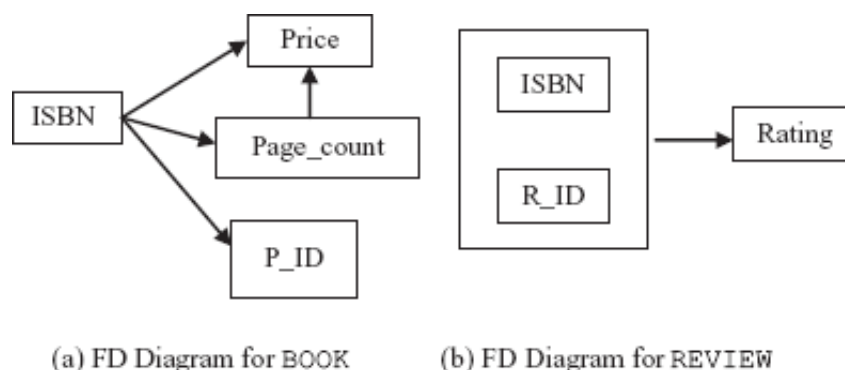 Price
ISBN
Page_count
P_ID
(a) FD Diagram for BOOK
ISBN
R_ID
Rating
(b) FD Diagram for REVIEW